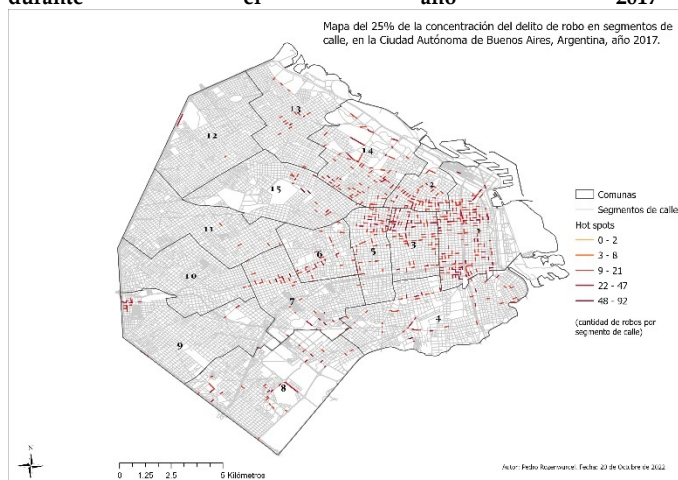 durante el año 2017
Mapa del 25% de la concentración del delito de robo en segmentos de
calle, en la Ciudad Autónoma de Buenos Aires, Argentina, año 2017.
13
12
14
15
2
11
6
5
3
1
10
7
4
9
8
Comunas
Segmentos de calle
Hot spots
0 - 2
3 - 8
9 - 21
22 - 47
48 - 92
(cantidad de robos por
segmento de calle)
N
0 1.25 2.5 5 Kilómetros
Autor: Pedro Rozenwurcel. Fecha: 20 de Octubre de 2022